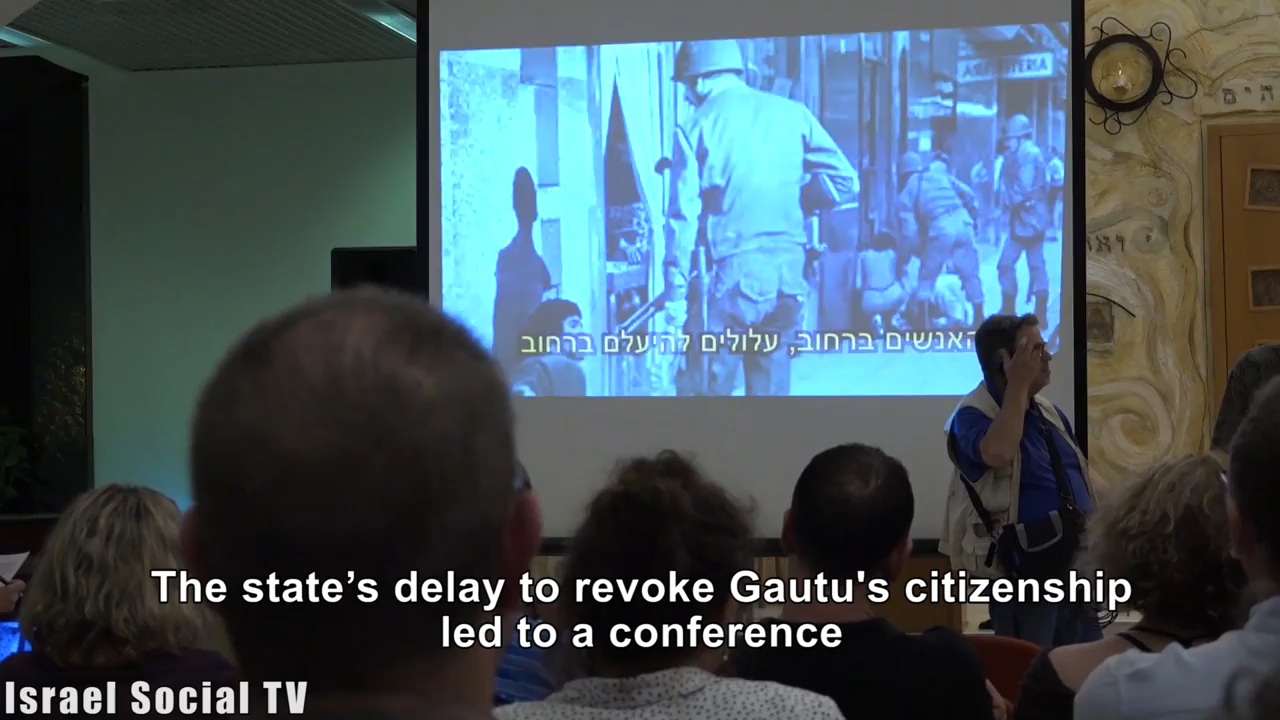 האנשים ברחוב, עלולים להיעלם ברחוב
The state’s delay to revoke Gautu's citizenship
led to a conference
Israel Social TV